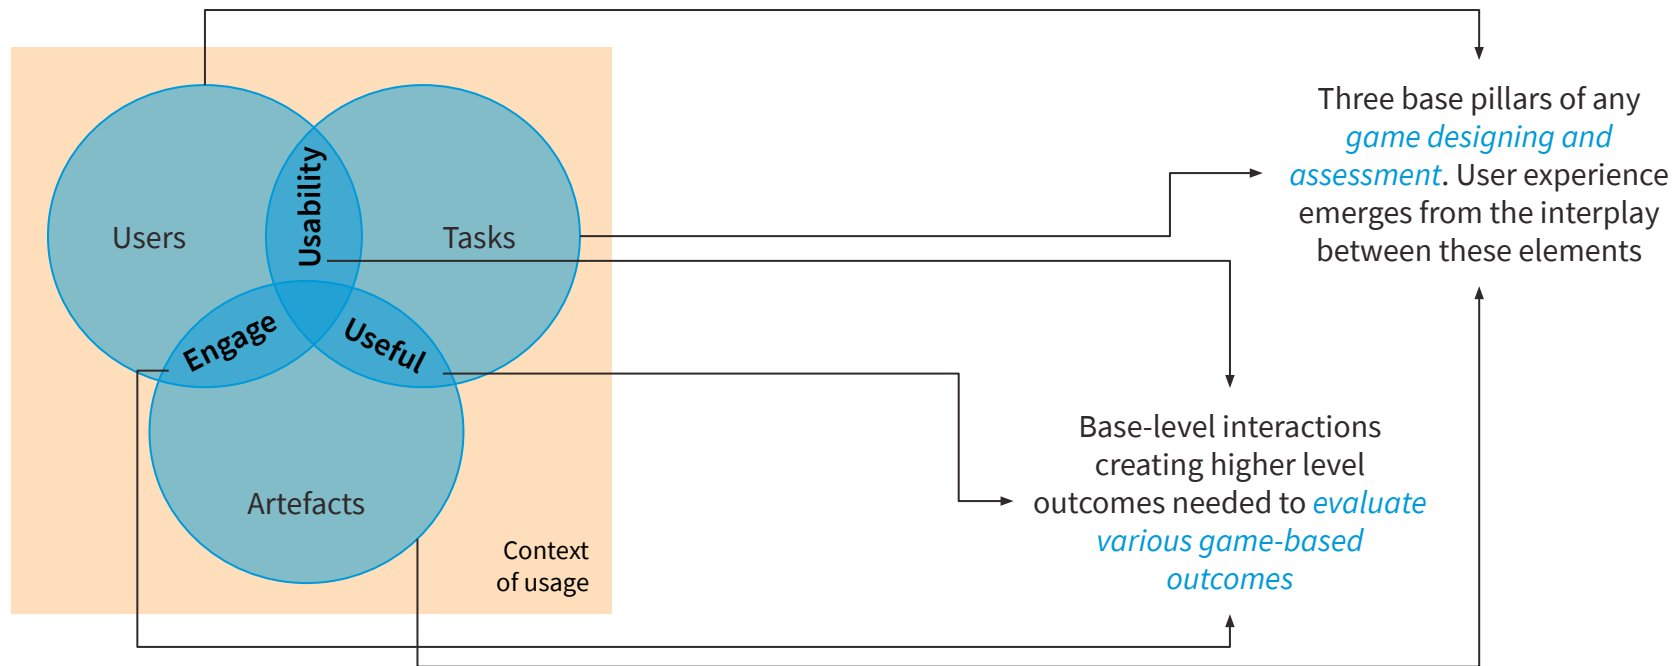 Users
Usability
Tasks
Engage
Useful
Artefacts
Context
of usage
Three base pillars of any
game designing and
assessment. User experience
emerges from the interplay
between these elements
Base-level interactions
creating higher level
outcomes needed to evaluate
various game-based
outcomes